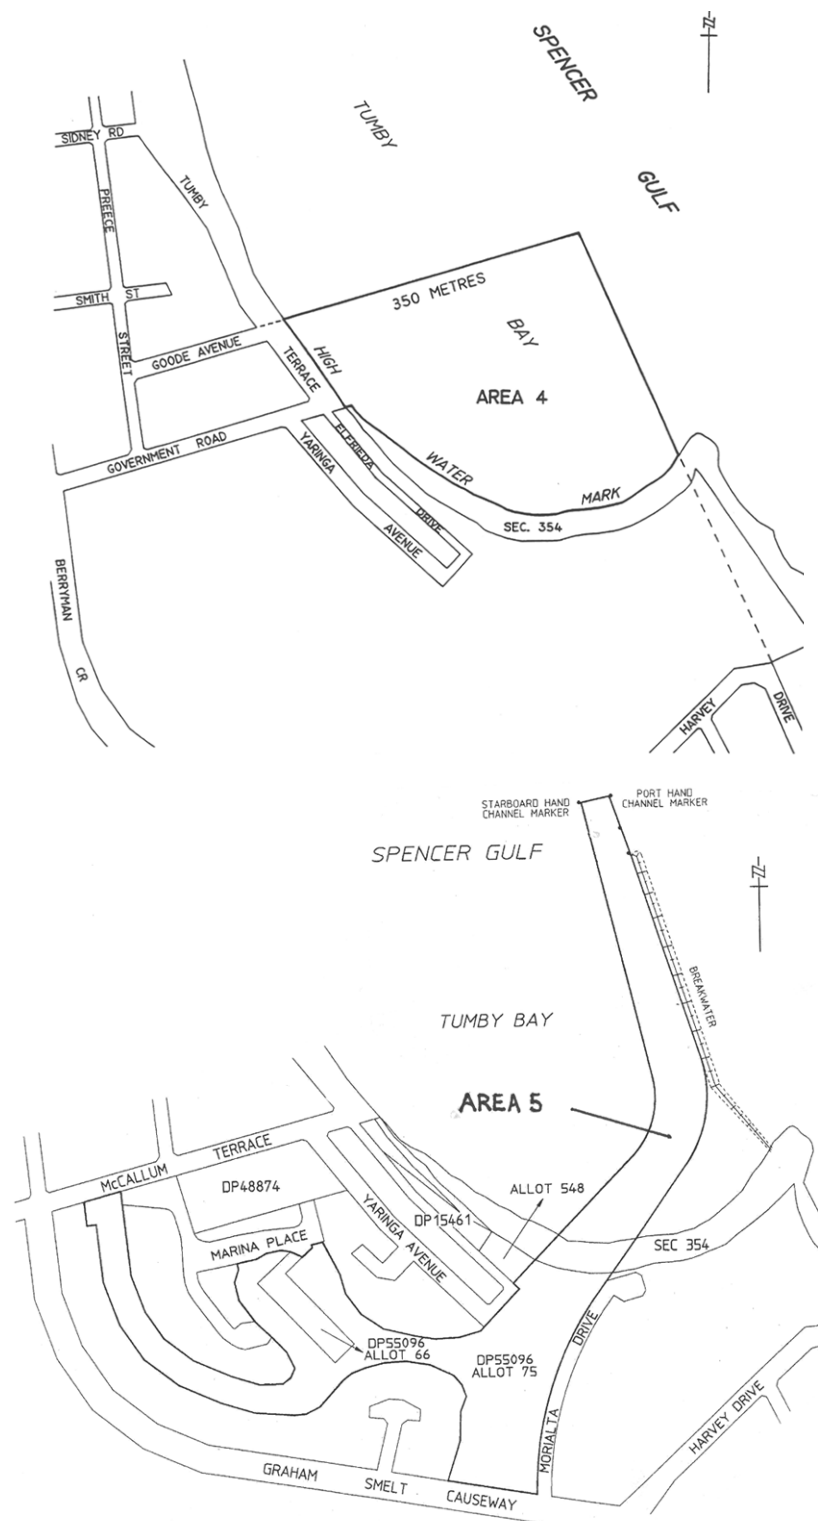 SPENCER
GULF
TUMBY
BAY
N
SIDNEY RD
TUMBY
PREECE
SMITH ST
STREET
GOODE AVENUE
350 METRES
HIGH
TERRACE
AREA 4
GOVERNMENT ROAD
ELFRIEDA
DRIVE
YARINGA
AVENUE
WATER
MARK
SEC. 354
BERRYMAN
CR
HARVEY
DRIVE
STARBOARD HAND
CHANNEL MARKER
PORT HAND
CHANNEL MARKER
SPENCER GULF
N
BREAKWATER
TUMBY BAY
AREA 5
McCALLUM TERRACE
DP48874
ALLOT 548
DP15461
YARINGA AVENUE
MARINA PLACE
SEC 354
DP55096
ALLOT 66
DP55096
ALLOT 75
MORIALTA DRIVE
HARVEY DRIVE
GRAHAM SMELT CAUSEWAY